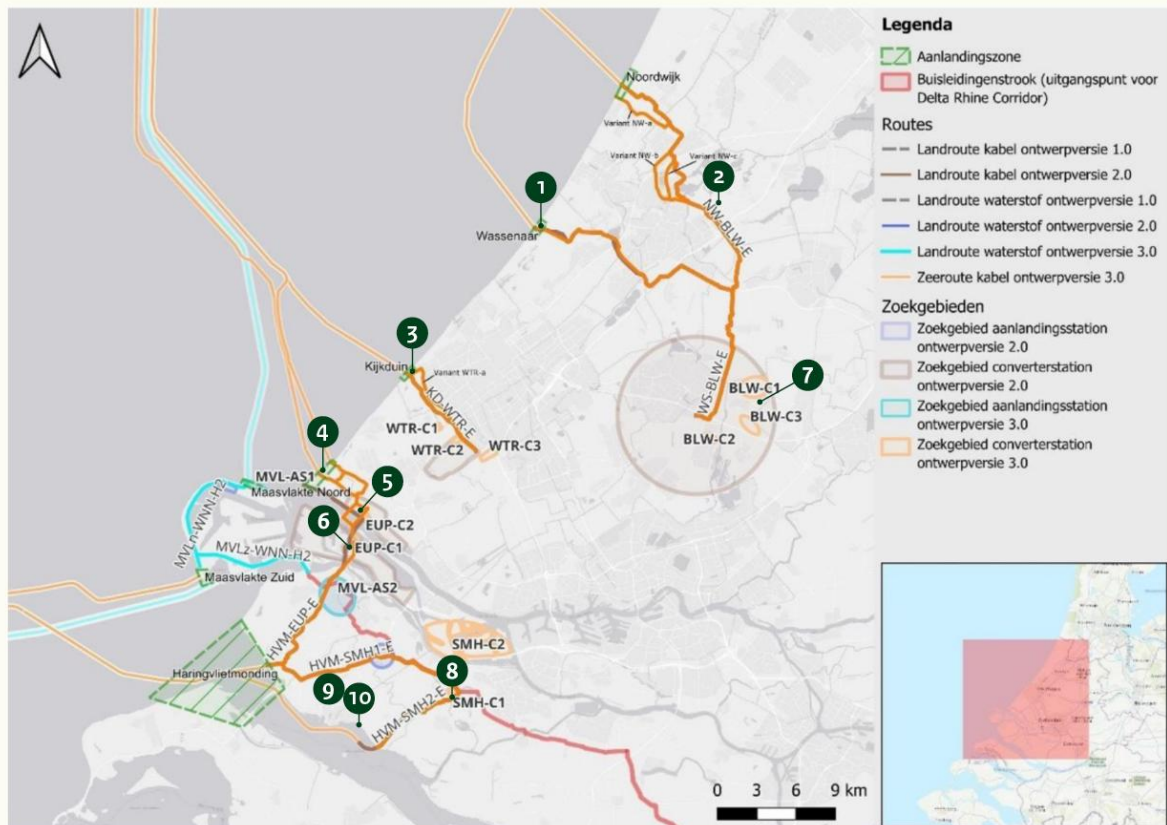 Noordwijk
Variant NW-a
Variant NW-b
Variant NW-c
1
2
Wassenaar
NW-BLW-E
3
Kijkduin
Variant WTR-a
KD-WTR-E
WTR-C1
WTR-C2
WTR-C3
WS-BLW-E
BLW-C1
7
BLW-C3
BLW-C2
4
MVL-AS1
Maasvlakte Noord
5
EUP-C2
6
EUP-C1
MVLn-WNN-H2
MVLz-WNN-H2
Maasvlakte Zuid
MVL-AS2
HVM-EUP-E
SMH-C2
HVM-SMH1-E
Haringvlietmonding
8
SMH-C1
9
10
HVM-SMH2-E
0 3 6 9 km
Legenda
Aanlandingszone
Buisleidingenstrook (uitgangspunt voor
Delta Rhine Corridor)
Routes
Landroute kabel ontwerpversie 1.0
Landroute kabel ontwerpversie 2.0
Landroute waterstof ontwerpversie 1.0
Landroute waterstof ontwerpversie 2.0
Landroute waterstof ontwerpversie 3.0
Zeeroute kabel ontwerpversie 3.0
Zoekgebieden
Zoekgebied aanlandingsstation
ontwerpversie 2.0
Zoekgebied converterstation
ontwerpversie 2.0
Zoekgebied aanlandingsstation
ontwerpversie 3.0
Zoekgebied converterstation
ontwerpversie 3.0